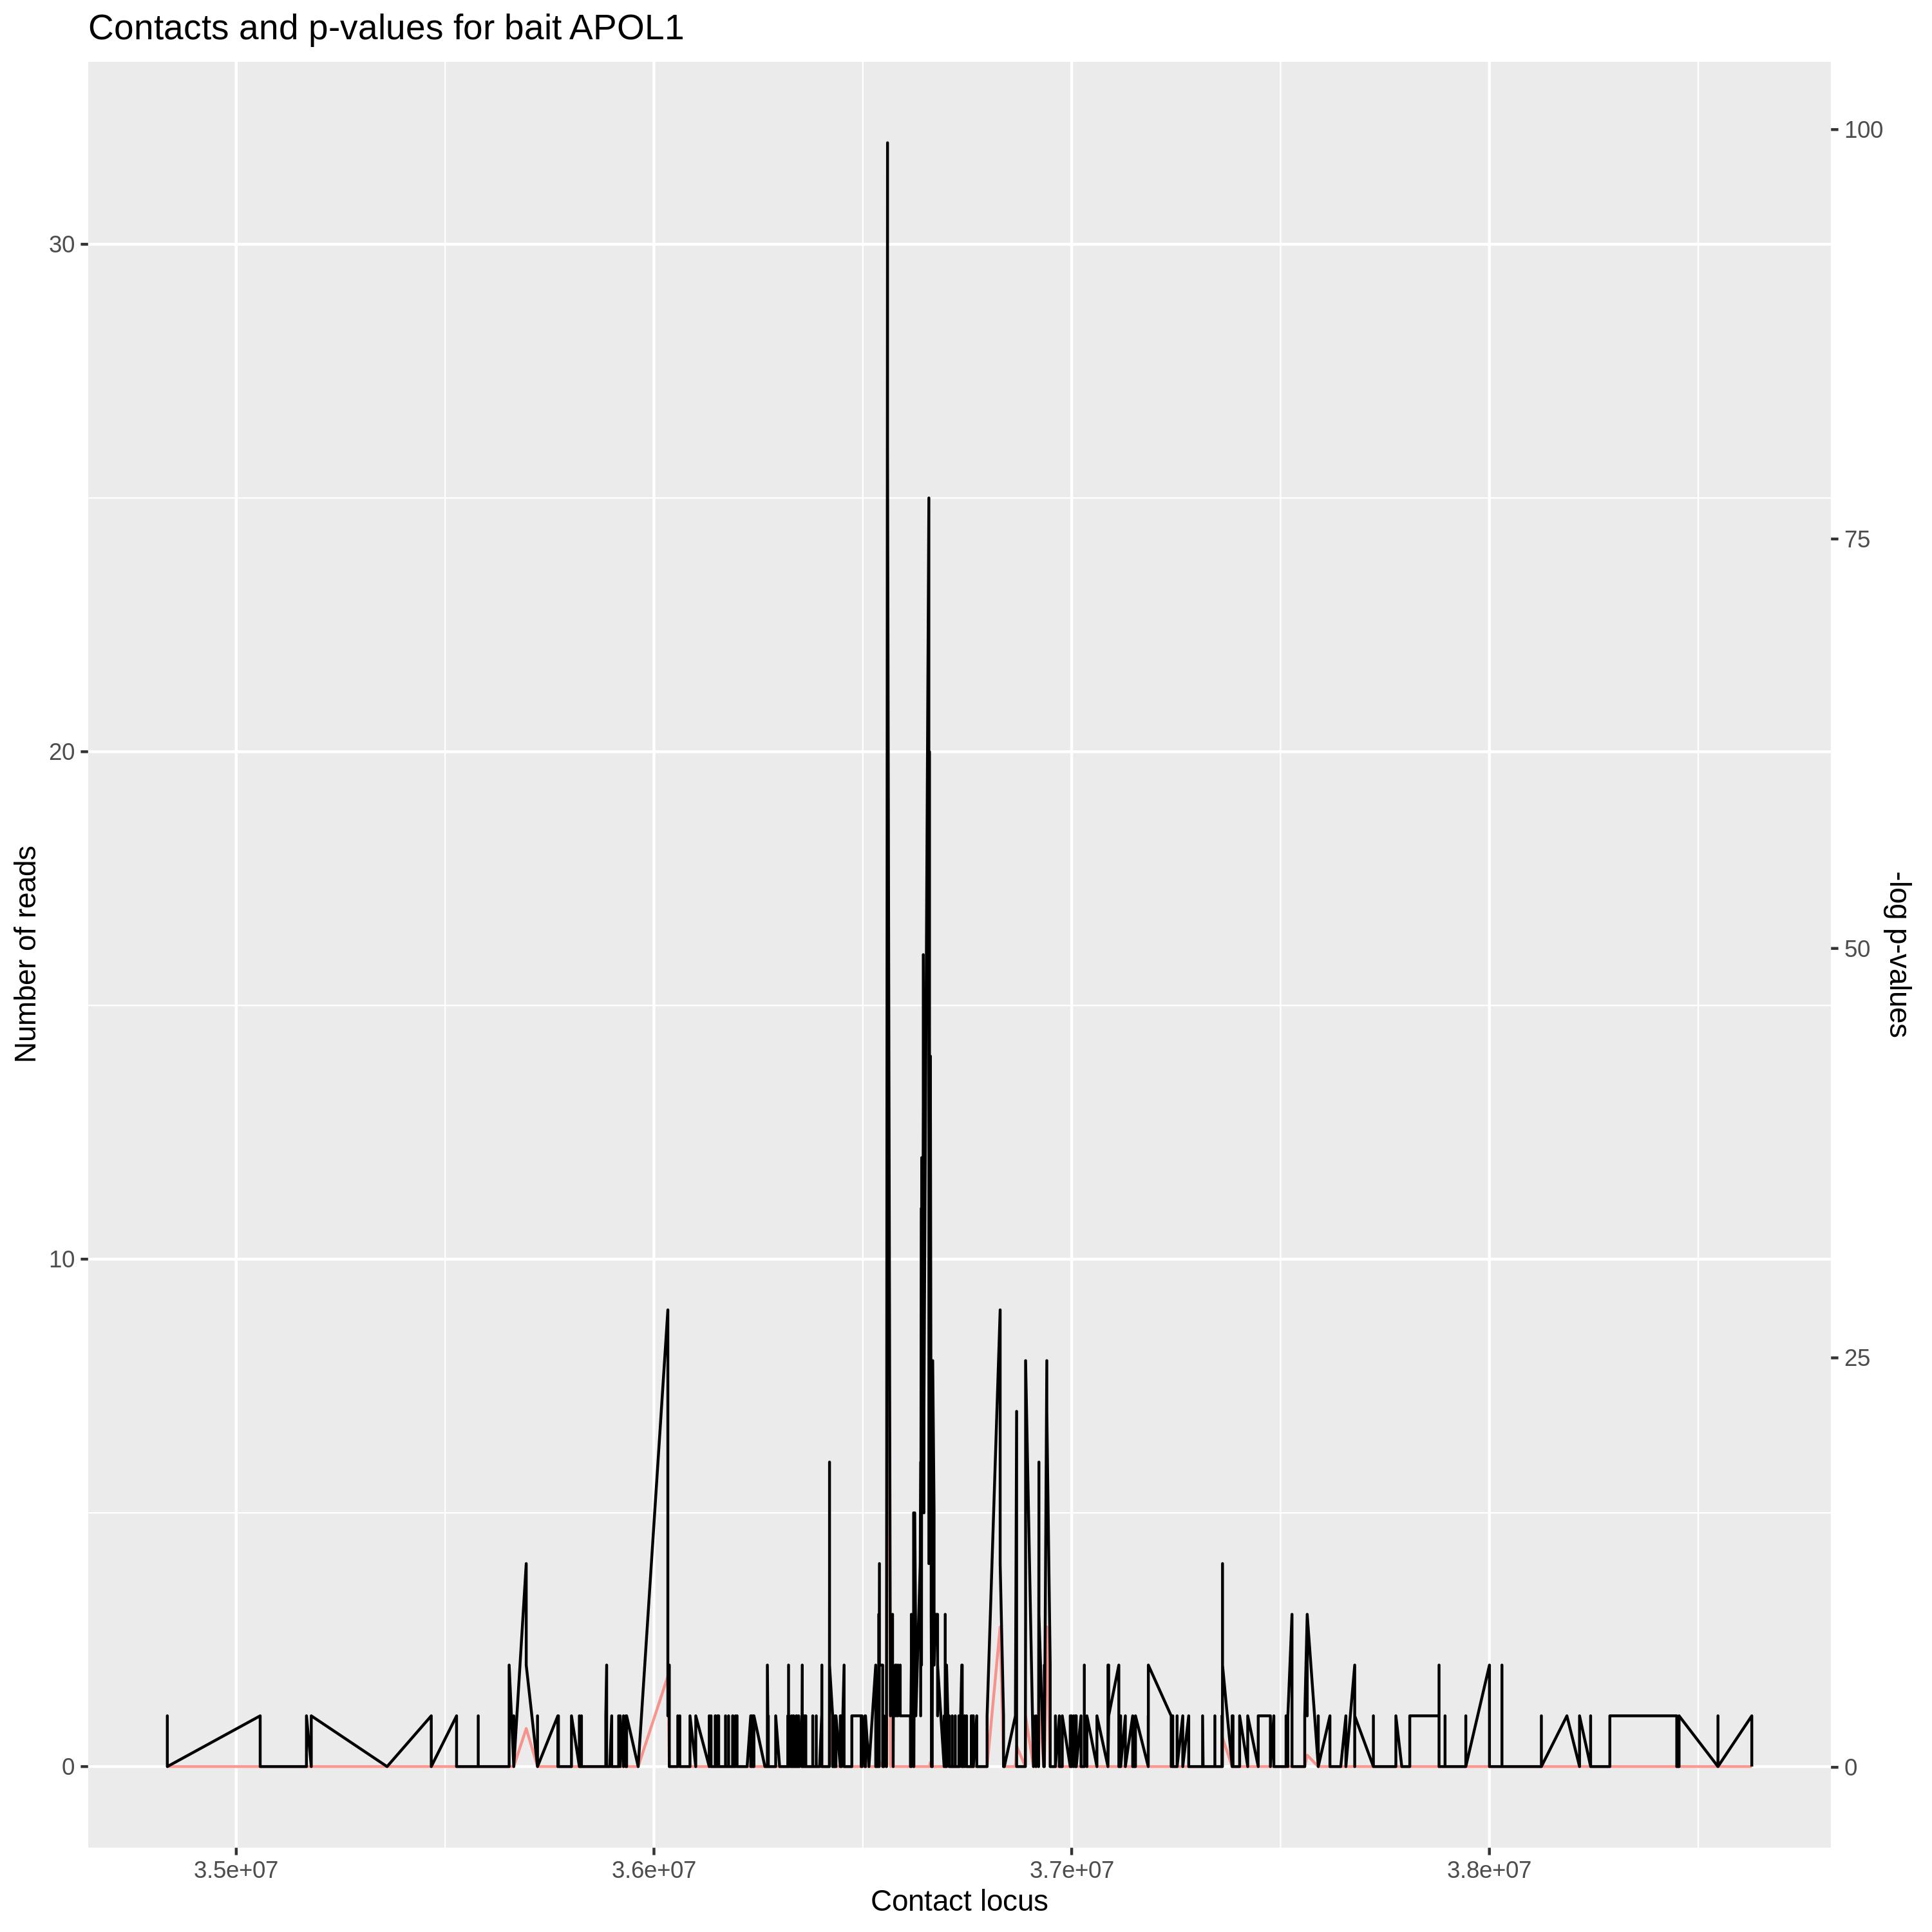 Contacts and p-values for bait APOL1
30
20
10
0
100
75
50
25
0
Number of reads
-log p-values
3.5e+07
3.6e+07
3.7e+07
3.8e+07
Contact locus